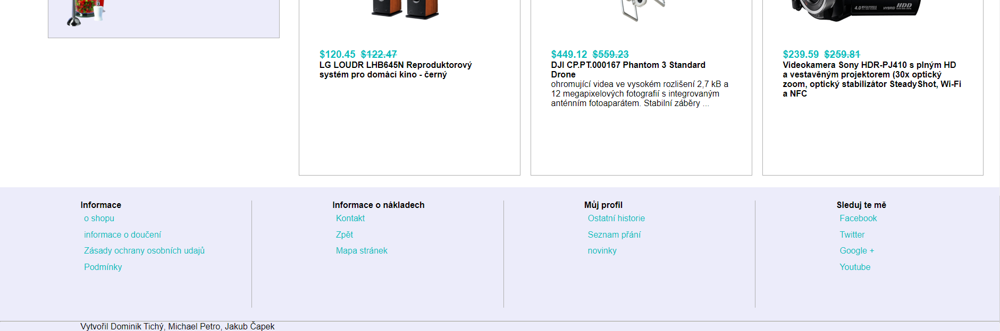 4.0 MEGA PIXELS
HYBRID HDD
$120.45 $122.47
LG LOUDR LHB645N Reproduktorový
systém pro domácí kino - černý
$449.12 $559.23
DJI CP.PT.000167 Phantom 3 Standard
Drone
ohromující videa ve vysokém rozlišení 2,7 kB a
12 megapixelových fotografií s integrovaným
anténním fotoaparátem. Stabilní záběry ...
$239.59 $259.81
Videokamera Sony HDR-PJ410 s plným HD
a vestavěným projektorem (30x optický
zoom, optický stabilizátor SteadyShot, Wi-Fi
a NFC
Informace
o shopu
informace o doučení
Zásady ochrany osobních udajů
Podmínky
Informace o nákladech
Kontakt
Zpět
Mapa stránek
Můj profil
Ostatní historie
Seznam přání
novinky
Sleduj te mě
Facebook
Twitter
Google +
Youtube
Vytvořil Dominik Tichý, Michael Petro, Jakub Čapek